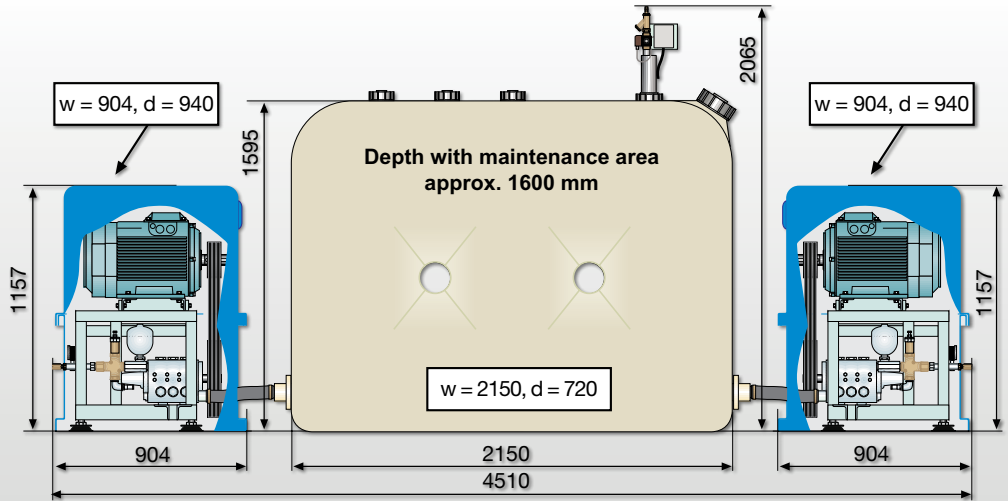 2065
w = 904, d = 940
w = 904, d = 940
1595
Depth with maintenance area
approx. 1600 mm
1157
1157
w = 2150, d = 720
904
2150
904
4510